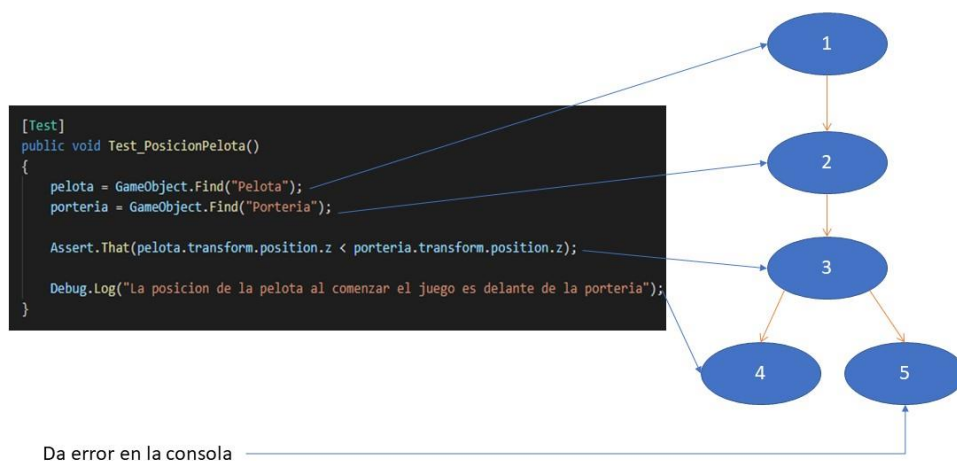 1
[Test]
public void Test_PosicionPelota()
{
pelota = GameObject.Find("Pelota");
2
porteria = GameObject.Find("Porteria");
Assert.That(pelota.transform.position.z < porteria.transform.position.z);
3
Debug.Log("La posicion de la pelota al comenzar el juego es delante de la porteria");
}
4
5
Da error en la consola